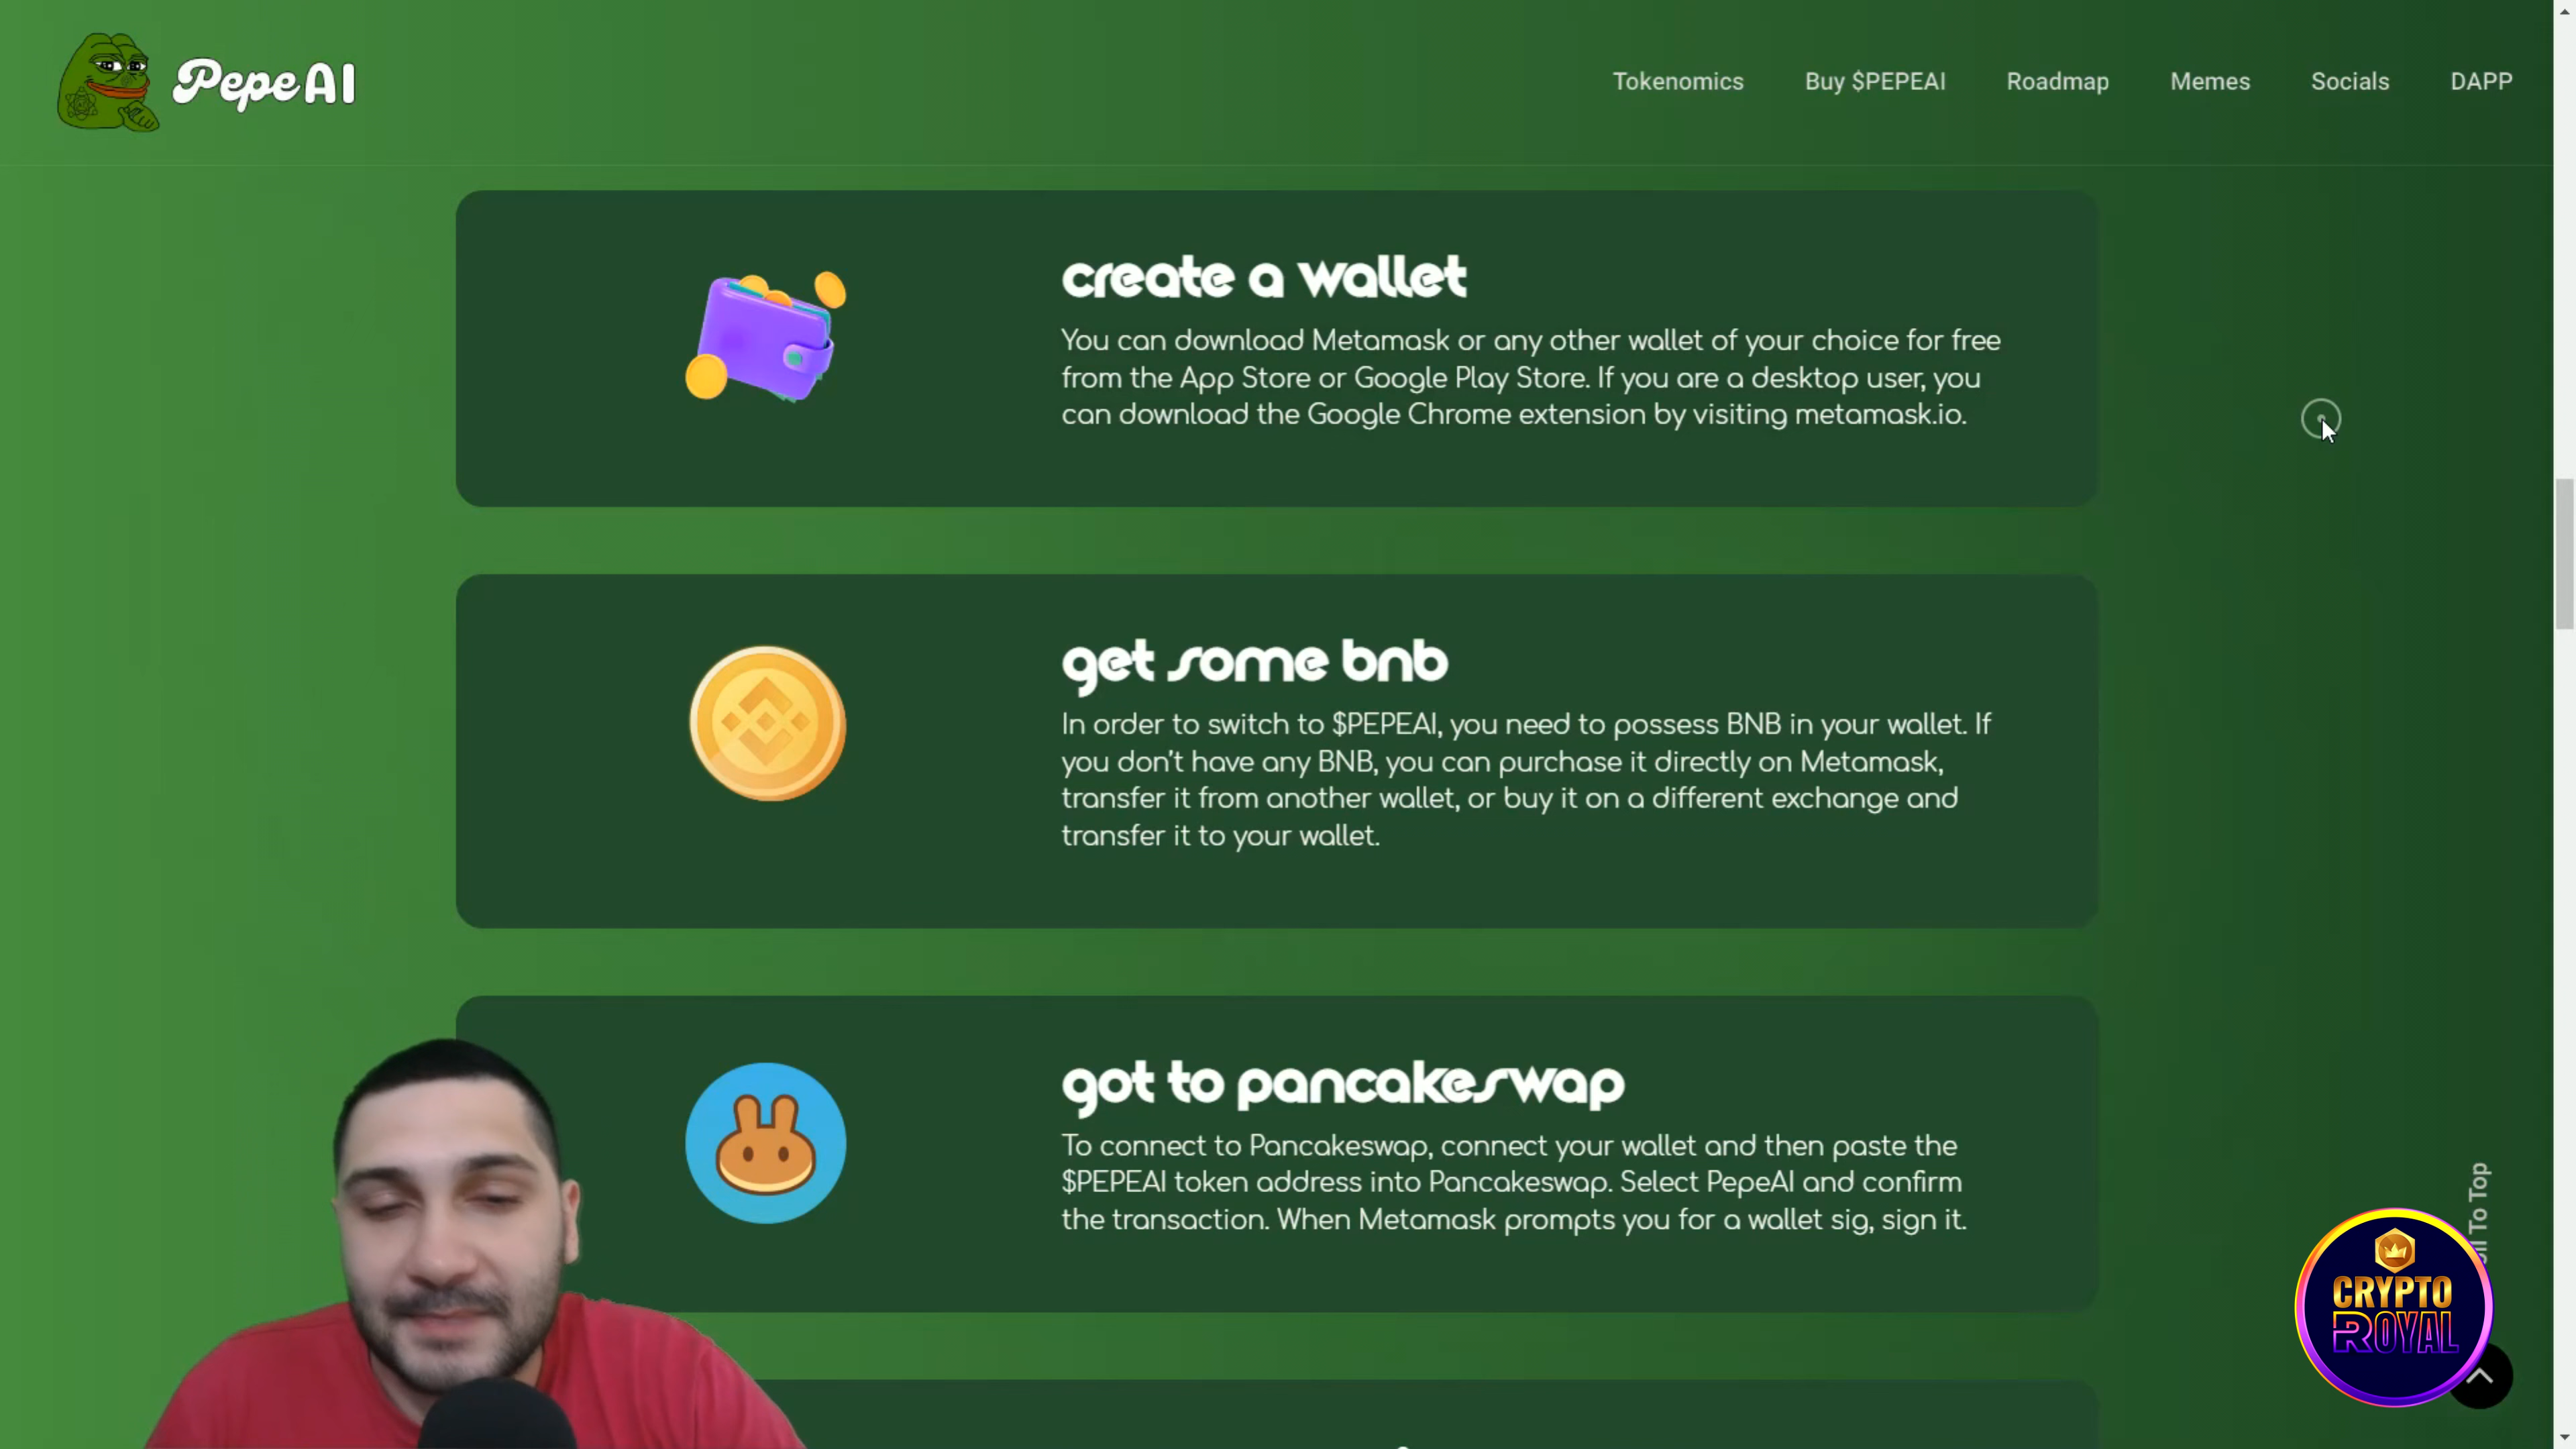 Pepe AI
Tokenomics
Buy $PEPEAI
Roadmap
Memes
Socials
DAPP
create a wallet
You can download Metamask or any other wallet of your choice for free
from the App Store or Google Play Store. If you are a desktop user, you
can download the Google Chrome extension by visiting metamask.io.
get some bnb
In order to switch to $PEPEAI, you need to possess BNB in your wallet. If
you don't have any BNB, you can purchase it directly on Metamask,
transfer it from another wallet, or buy it on a different exchange and
transfer it to your wallet.
got to pancakeswap
To connect to Pancakeswap, connect your wallet and then paste the
$PEPEAI token address into Pancakeswap. Select PepeAI and confirm
the transaction. When Metamask prompts you for a wallet sig, sign it.
To Top
CRYPTO
ROYAL